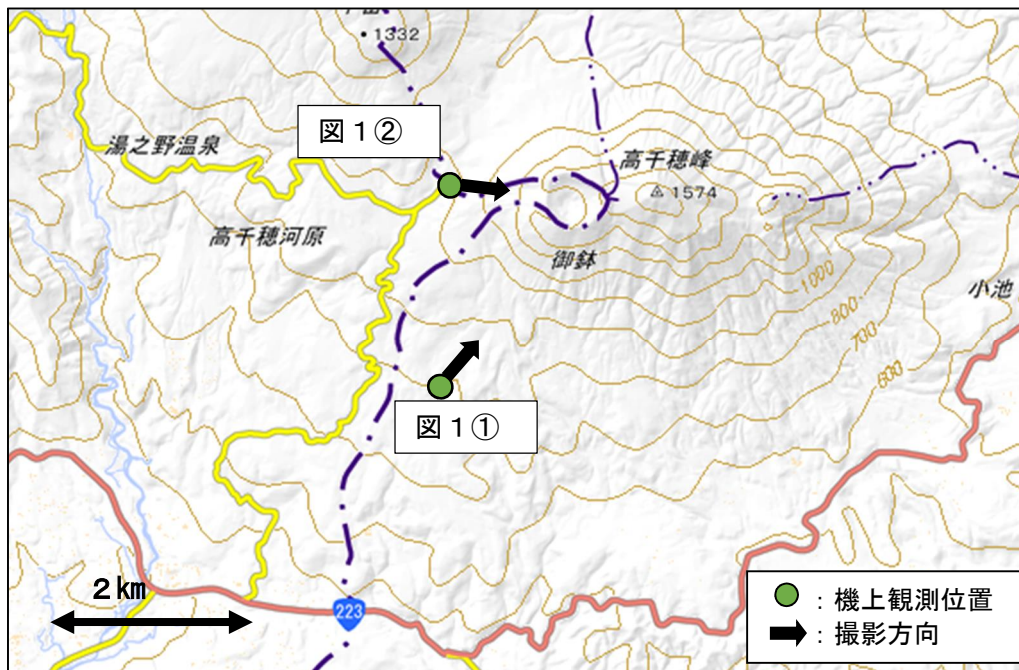 1332
図1②
湯之野温泉
高千穂峰
1574
高千穂河原
御鉢
1000
小池
800
700
600
図1①
2km
223
：機上観測位置
：撮影方向